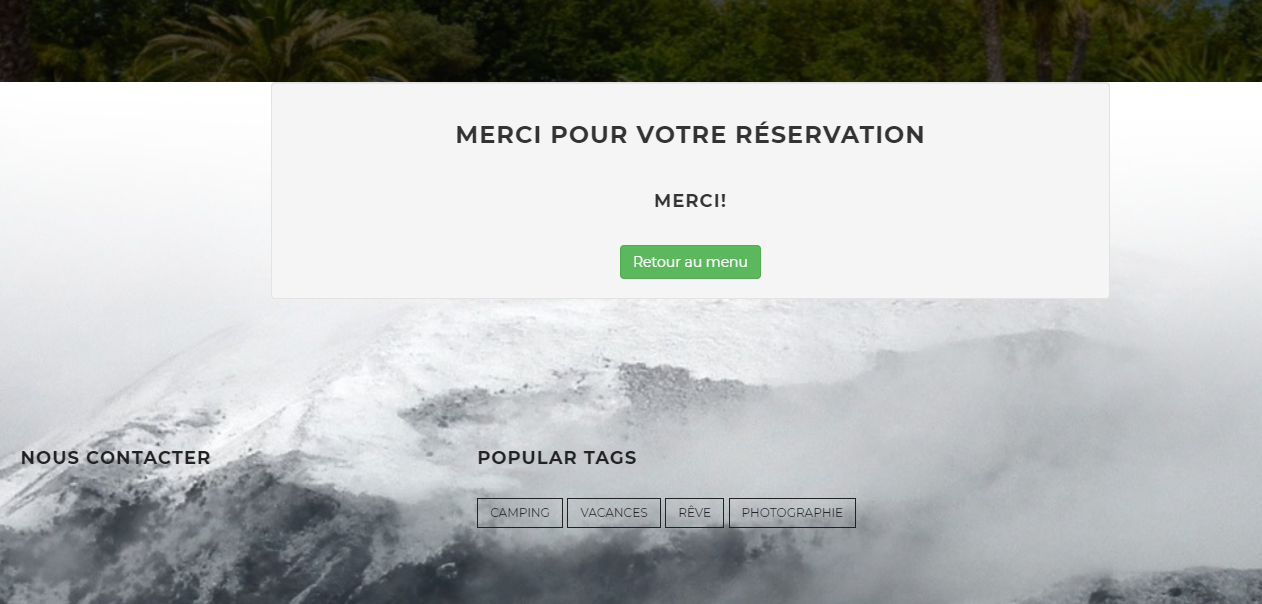 MERCI POUR VOTRE RÉSERVATION
MERCI!
Retour au menu
NOUS CONTACTER
POPULAR TAGS
CAMPING VACANCES RÊVE PHOTOGRAPHIE